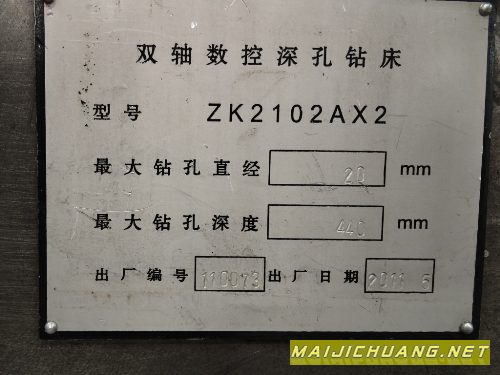 双轴数控深孔钻床
型号 ZK2102AX2
最大钻孔直经 20 mm
最大钻孔深度 440 mm
出厂编号 110073 出厂日期 2011 6
MAIJICHUANG.NET